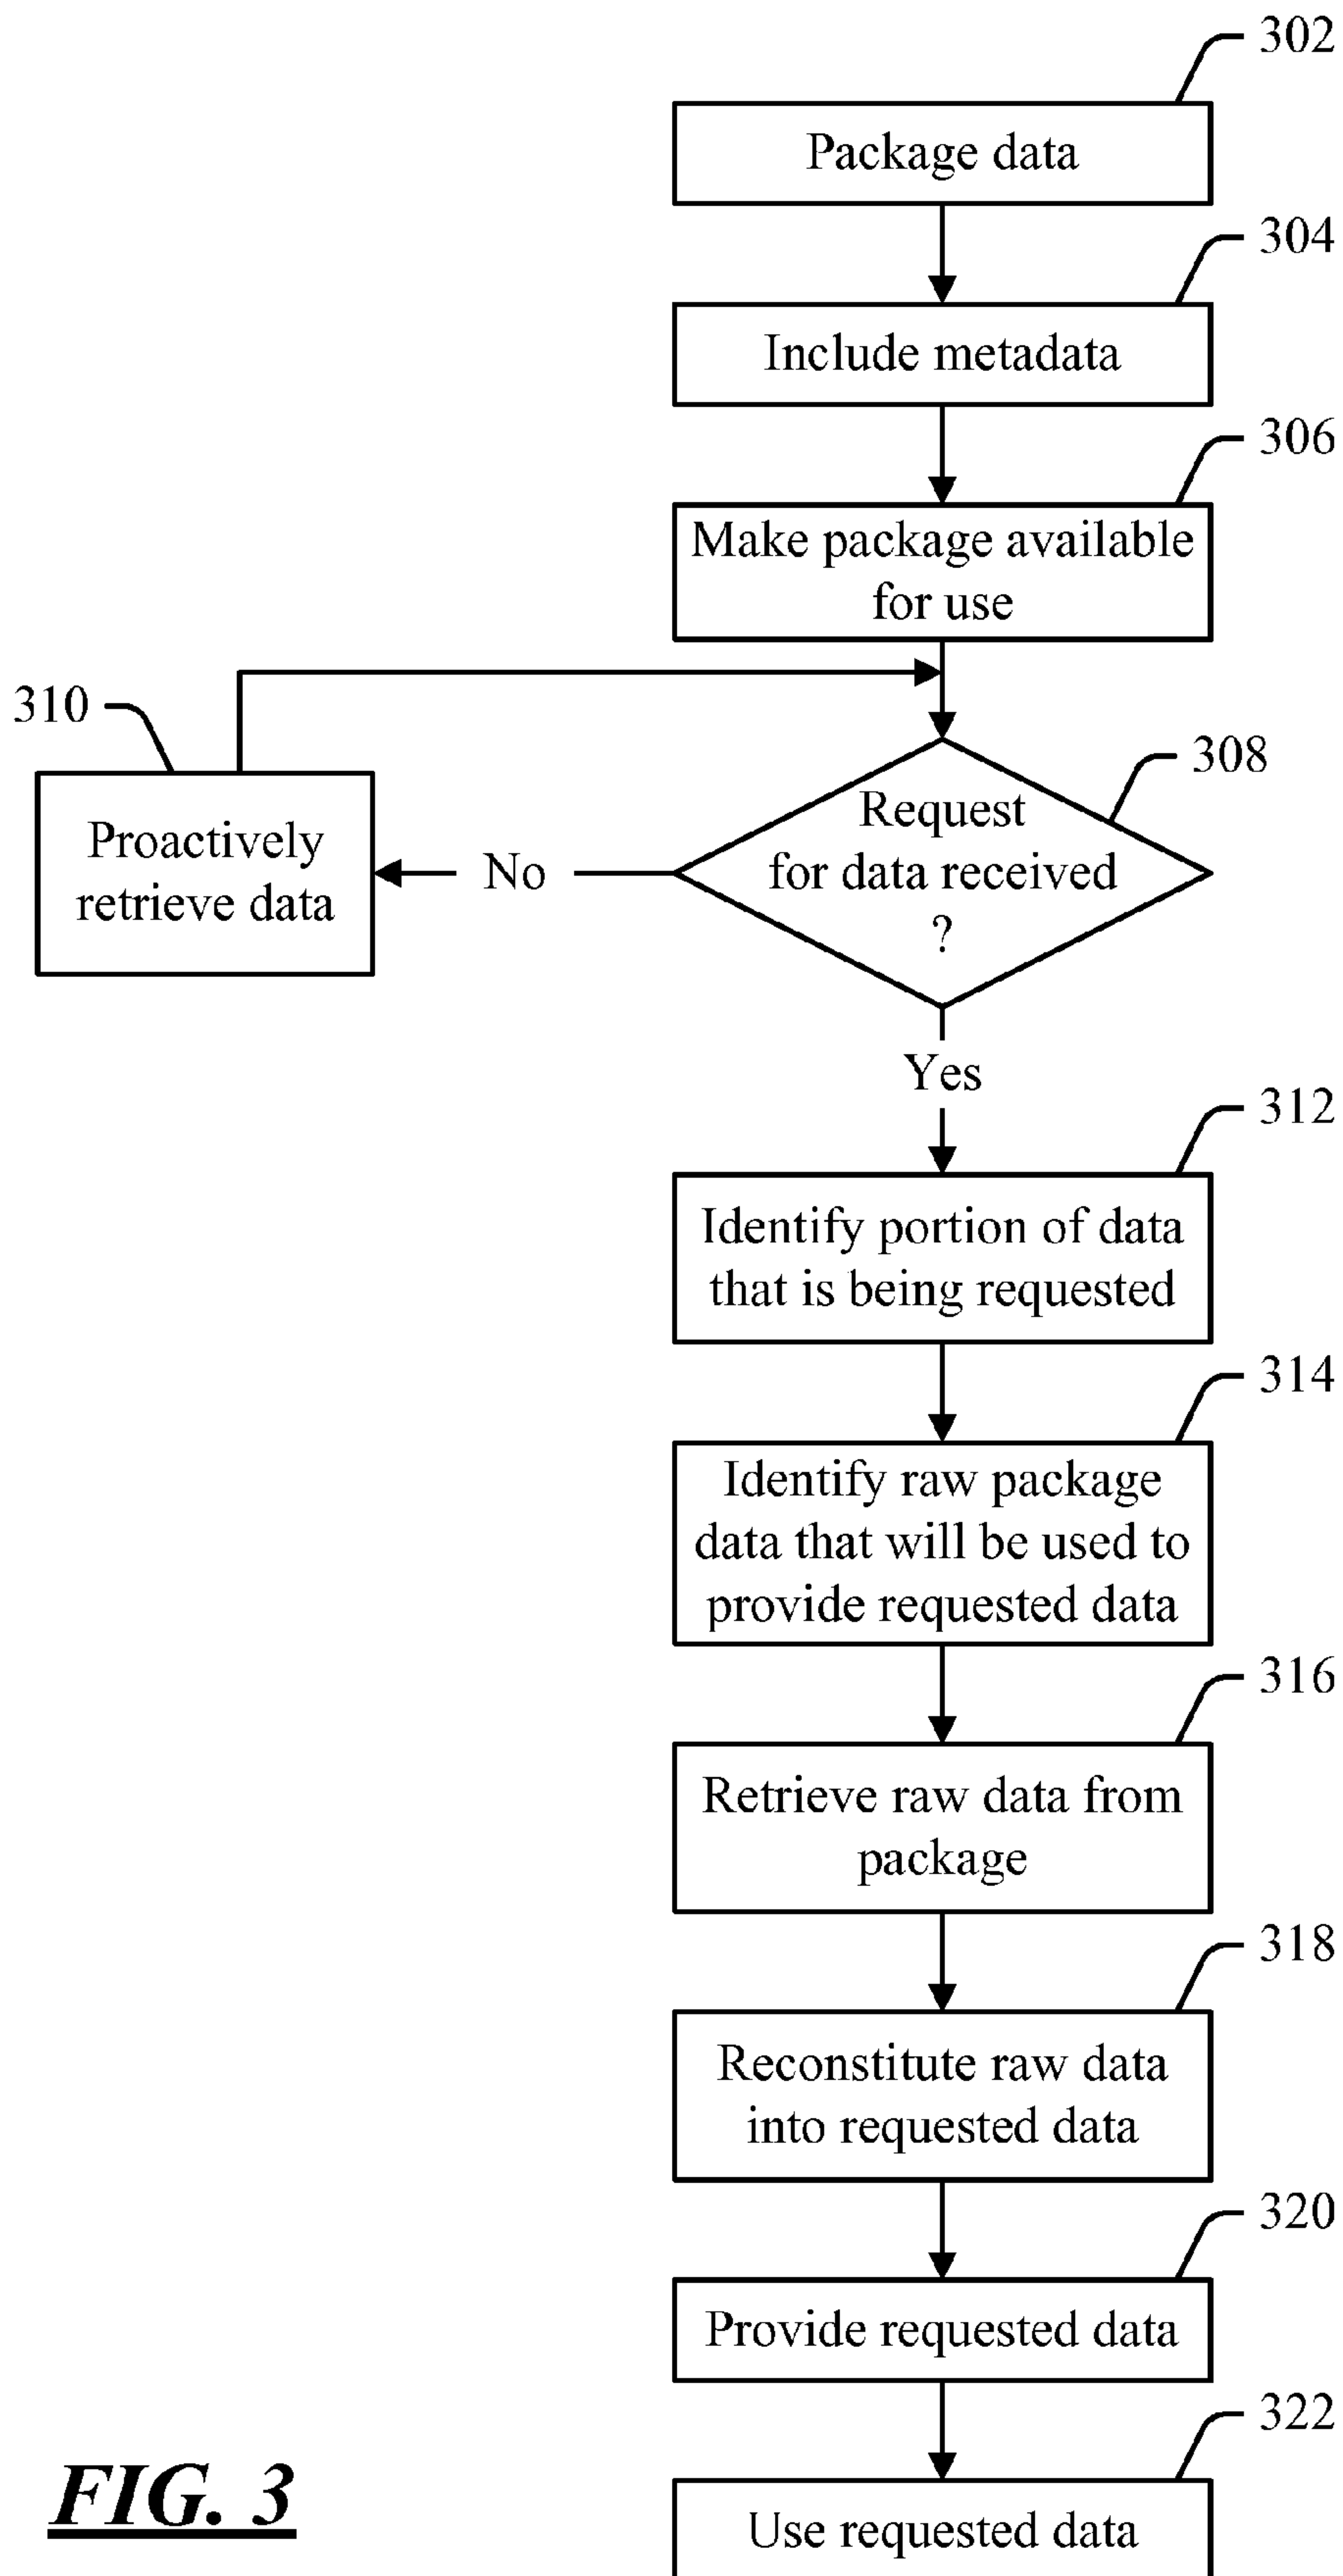 302
Package data
304
Include metadata
306
Make package available
for use
310
308
Proactively
retrieve data
No
Request
for data received
?
Yes
312
Identify portion of data
that is being requested
314
Identify raw package
data that will be used to
provide requested data
316
Retrieve raw data from
package
318
Reconstitute raw data
into requested data
320
Provide requested data
322
Use requested data
FIG. 3